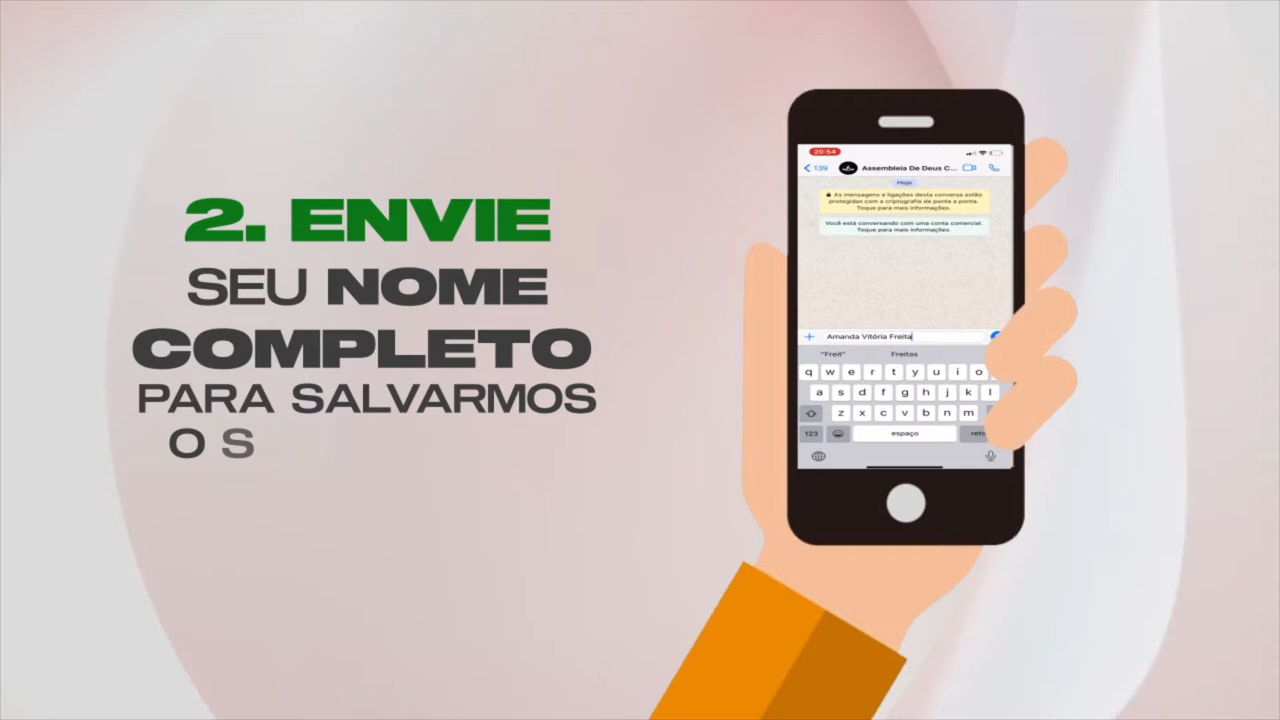 2. ENVIE
SEU NOME
COMPLETO
PARA SALVARMOS
O S
20:54
139
Assembleia De Deus C...
Hoje
As mensagens e ligações desta conversa estão
protegidas com a criptografia de ponta a ponta.
Toque para mais informações.
Você está conversando com uma conta comercial.
Toque para mais informações.
Amanda Vitória Freita
"Freit" Freitas
q w e r t y u i o
a s d f g h j k l
z x c v b n m
123 espaço reto